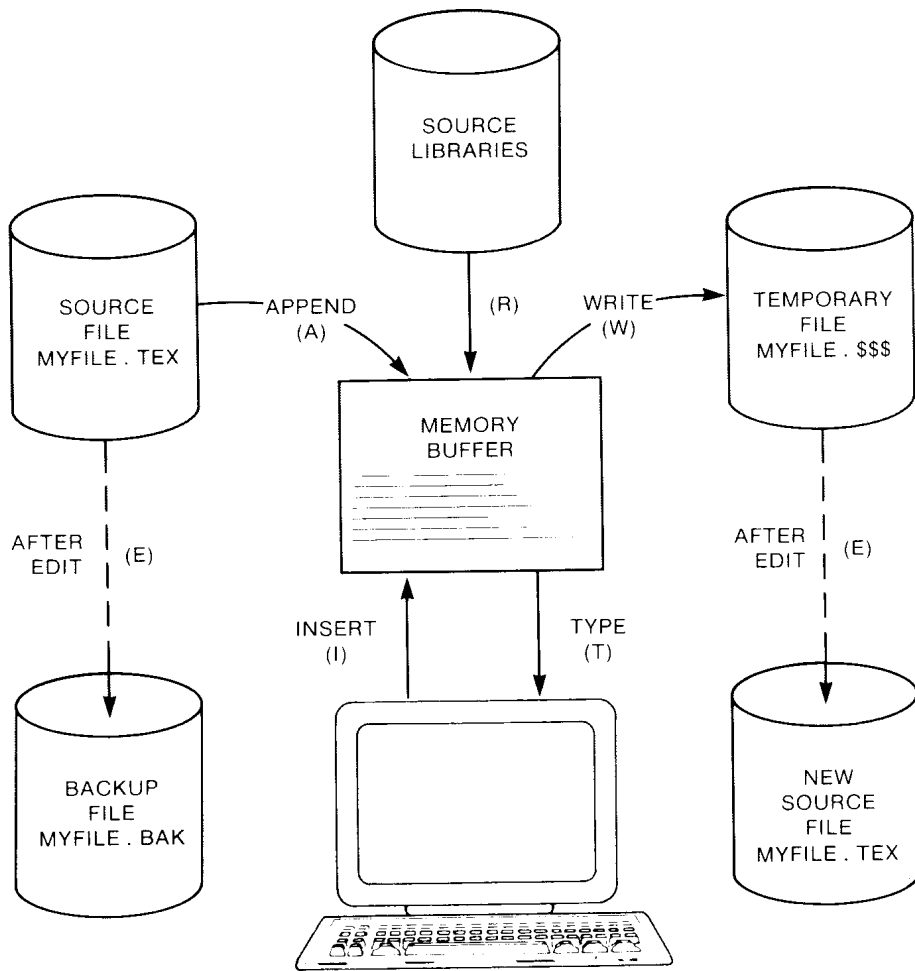 SOURCE
LIBRARIES
SOURCE
FILE
MYFILE . TEX
APPEND
(A)
(R)
WRITE
(W)
TEMPORARY
FILE
MYFILE . $$$
MEMORY
BUFFER
AFTER
EDIT
(E)
INSERT
(I)
TYPE
(T)
AFTER
EDIT
(E)
BACKUP
FILE
MYFILE . BAK
NEW
SOURCE
FILE
MYFILE . TEX